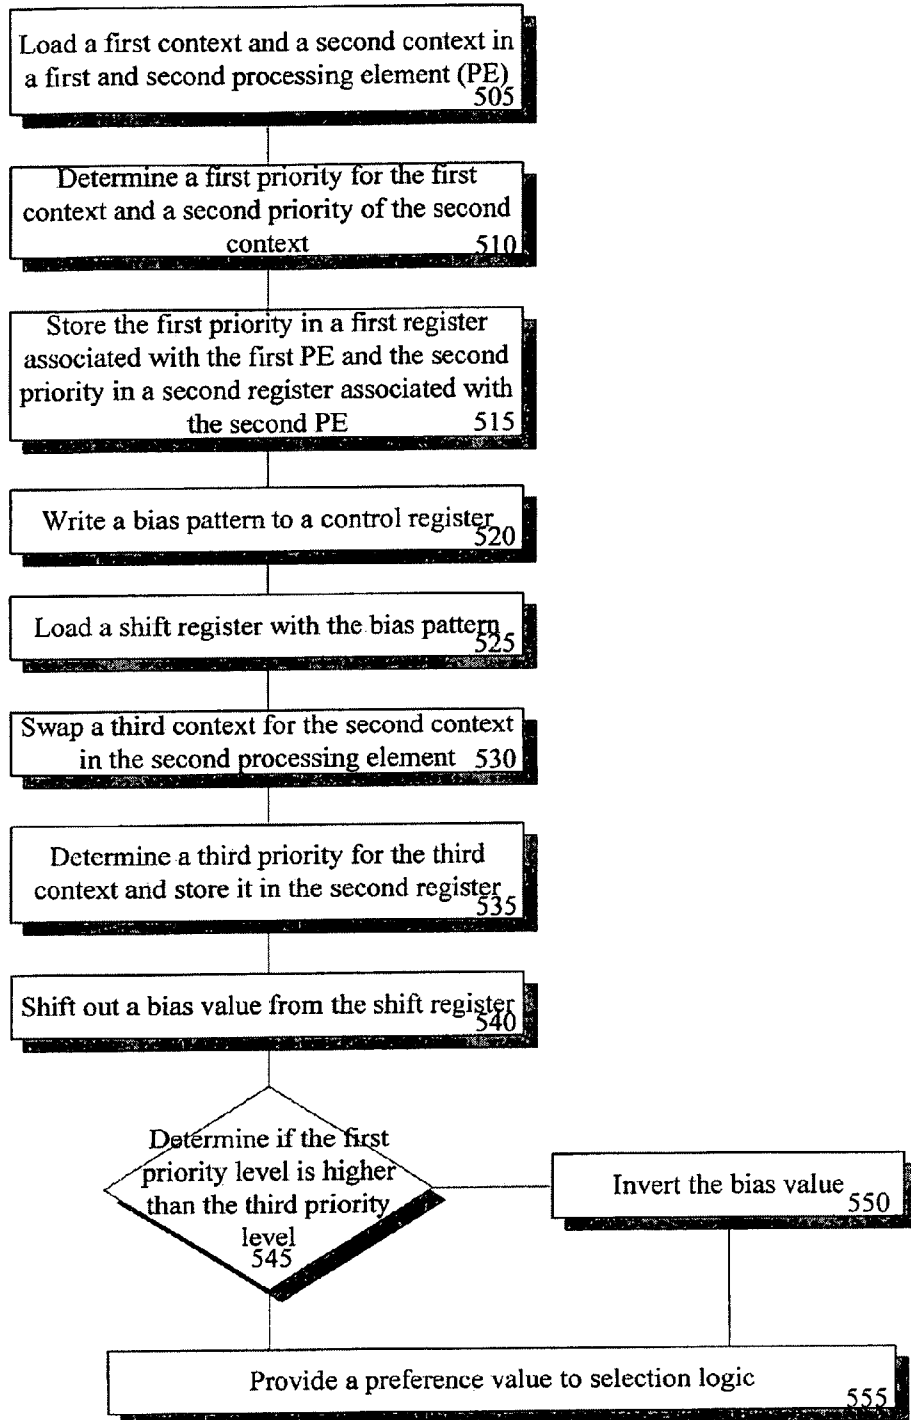 Load a first context and a second context in
a first and second processing element (PE)
505
Determine a first priority for the first
context and a second priority of the second
context 510
Store the first priority in a first register
associated with the first PE and the second
priority in a second register associated with
the second PE 515
Write a bias pattern to a control register
520
Load a shift register with the bias pattern
525
Swap a third context for the second context
in the second processing element 530
Determine a third priority for the third
context and store it in the second register
535
Shift out a bias value from the shift register
540
Determine if the first
priority level is higher
than the third priority
level
545
Invert the bias value
550
Provide a preference value to selection logic
555